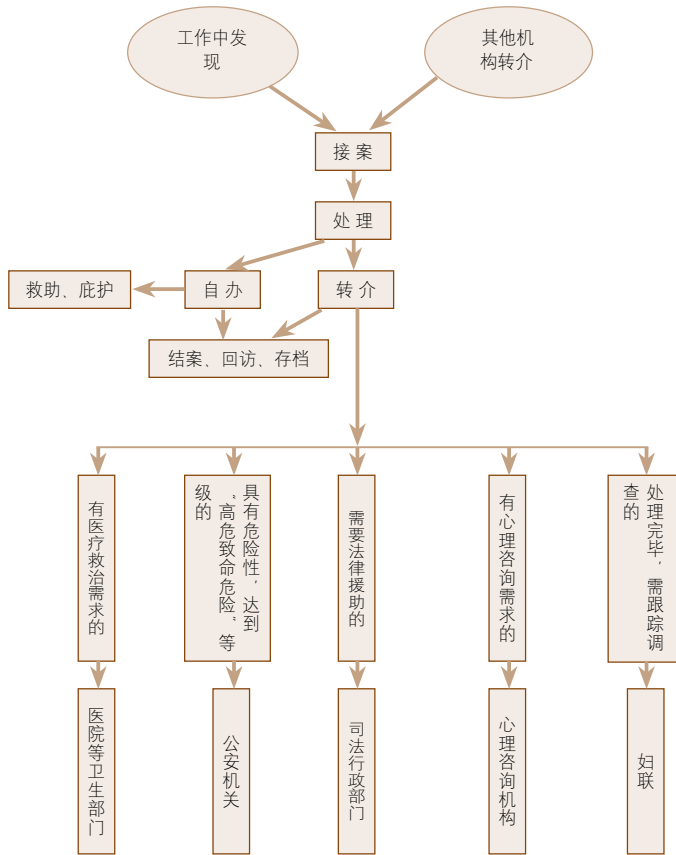 工作中发
现
其他机
构转介
接 案
处 理
救助、庇护
自 办
转 介
结案、回访、存档
有医疗救治需求的
具有危险性，达到
“高危致命危险”等
级的
需要法律援助的
有心理咨询需求的
处理完毕，需跟踪调
查的
医院等卫生部门
公安机关
司法行政部门
心理咨询机构
妇联